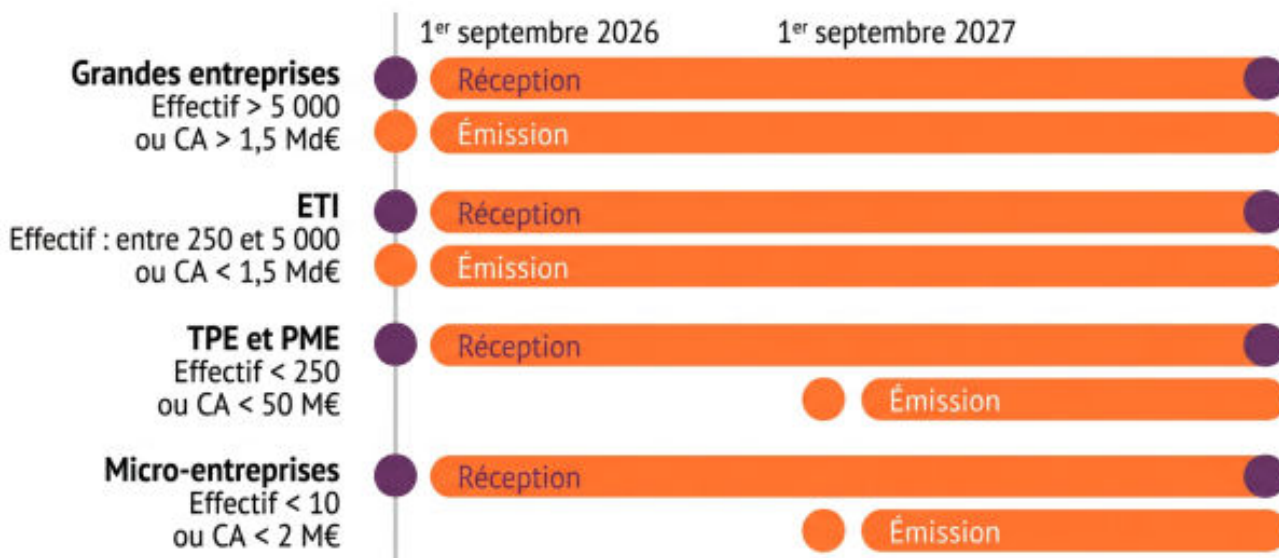 1er septembre 2026
1er septembre 2027
Grandes entreprises
Effectif > 5 000
ou CA > 1,5 Md€
Réception
Émission
ETI
Effectif : entre 250 et 5 000
ou CA < 1,5 Md€
Réception
Émission
TPE et PME
Effectif < 250
ou CA < 50 M€
Réception
Émission
Micro-entreprises
Effectif < 10
ou CA < 2 M€
Réception
Émission